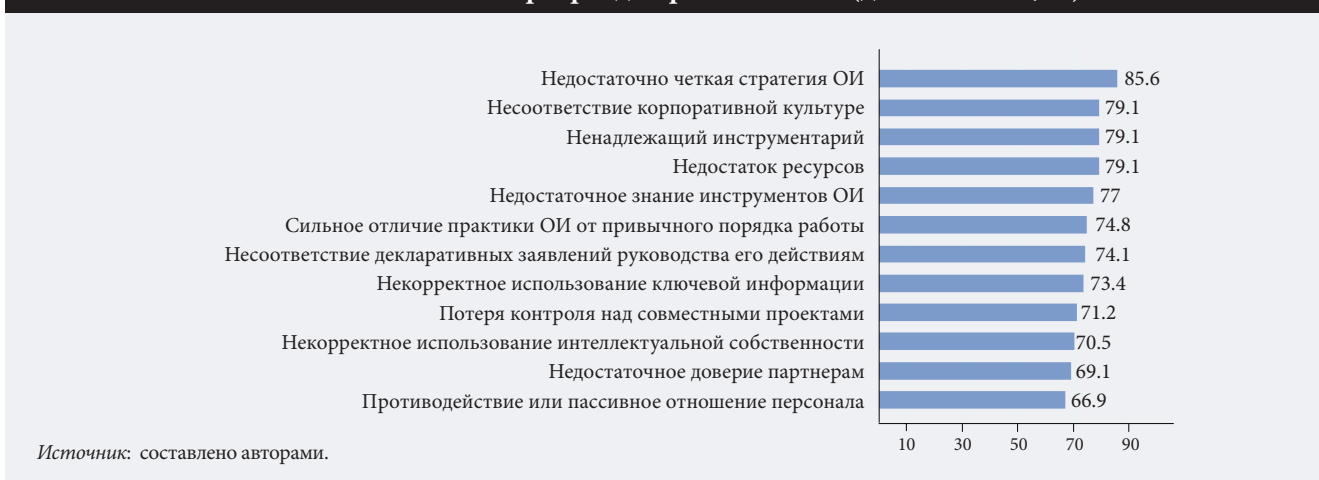 Недостаточно четкая стратегия ОИ 85.6
Несоответствие корпоративной культуре 79.1
Ненадлежащий инструментарий 79.1
Недостаток ресурсов 79.1
Недостаточное знание инструментов ОИ 77
Сильное отличие практики ОИ от привычного порядка работы 74.8
Несоответствие декларативных заявлений руководства его действиям 74.1
Некорректное использование ключевой информации 73.4
Потеря контроля над совместными проектами 71.2
Некорректное использование интеллектуальной собственности 70.5
Недостаточное доверие партнерам 69.1
Противодействие или пассивное отношение персонала 66.9
10 30 50 70 90
Источник: составлено авторами.